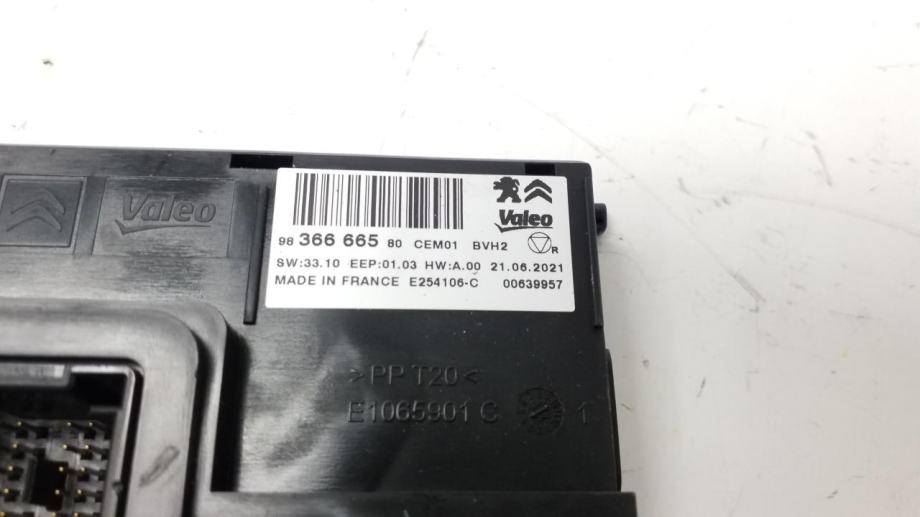 Valeo
Valeo
98 366 665 80 CEM01 BVH2
R
SW:33.10 EEP:01.03 HW:A.00 21.06.2021
MADE IN FRANCE E254106-C 00639957
>PP T20<
E1065901 C 1